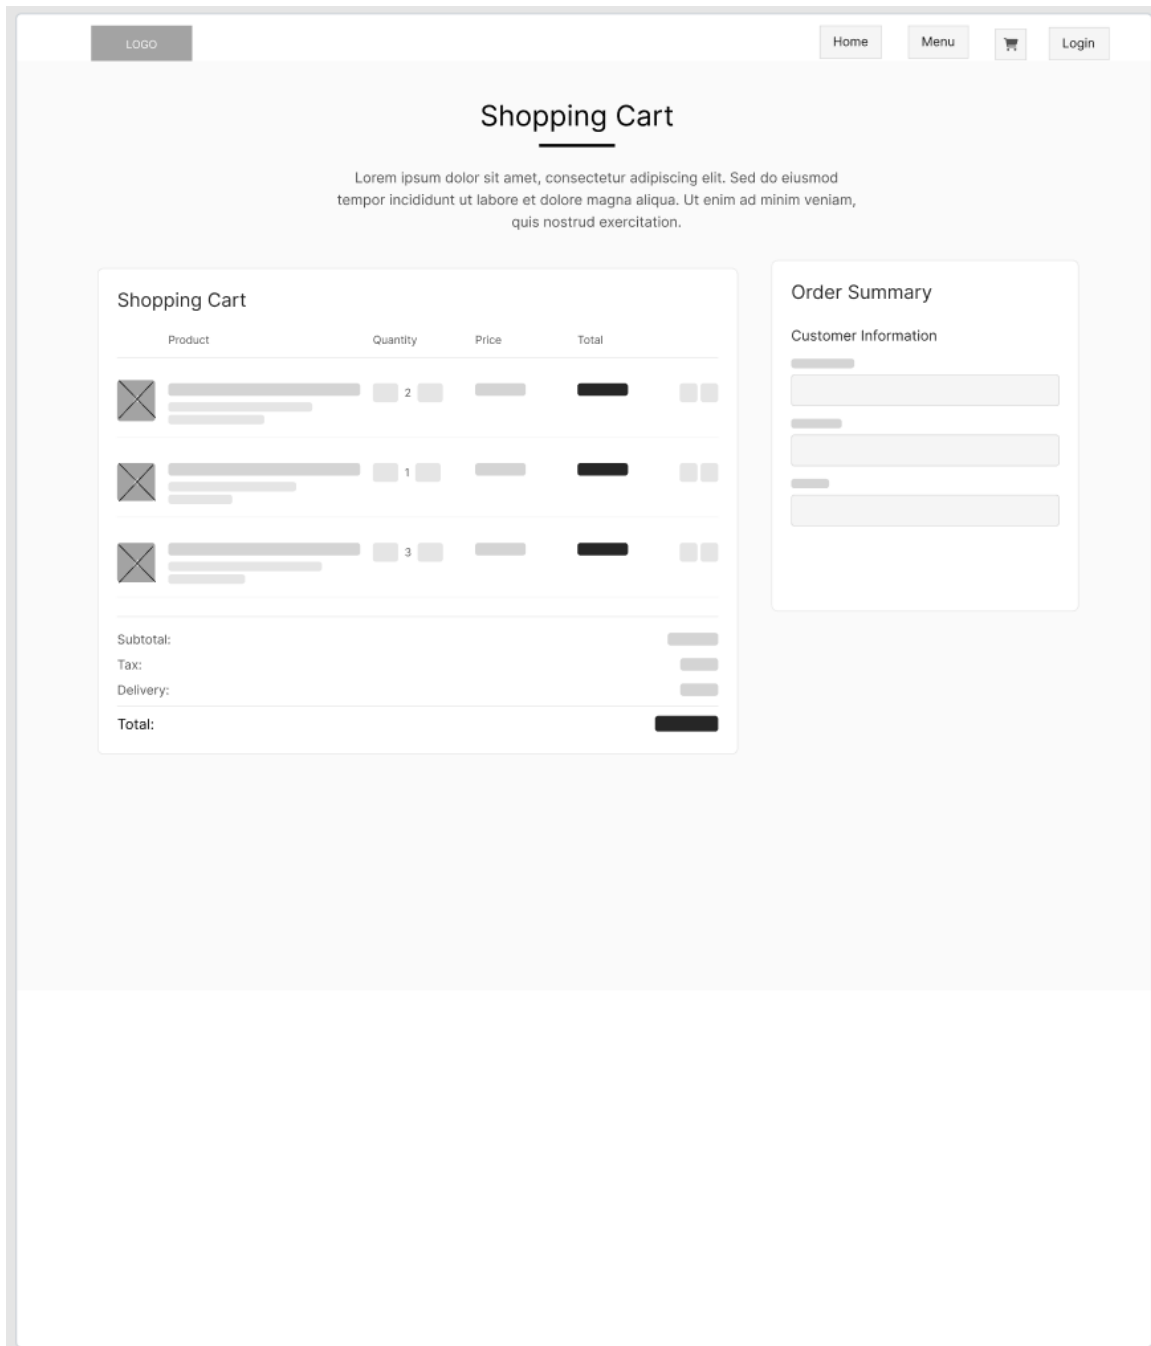 LOGO
Home
Menu
Login
Shopping Cart
Lorem ipsum dolor sit amet, consectetur adipiscing elit. Sed do eiusmod
tempor incididunt ut labore et dolore magna aliqua. Ut enim ad minim veniam,
quis nostrud exercitation.
Shopping Cart
Product
Quantity
Price
Total
2
1
3
Subtotal:
Tax:
Delivery:
Total:
Order Summary
Customer Information